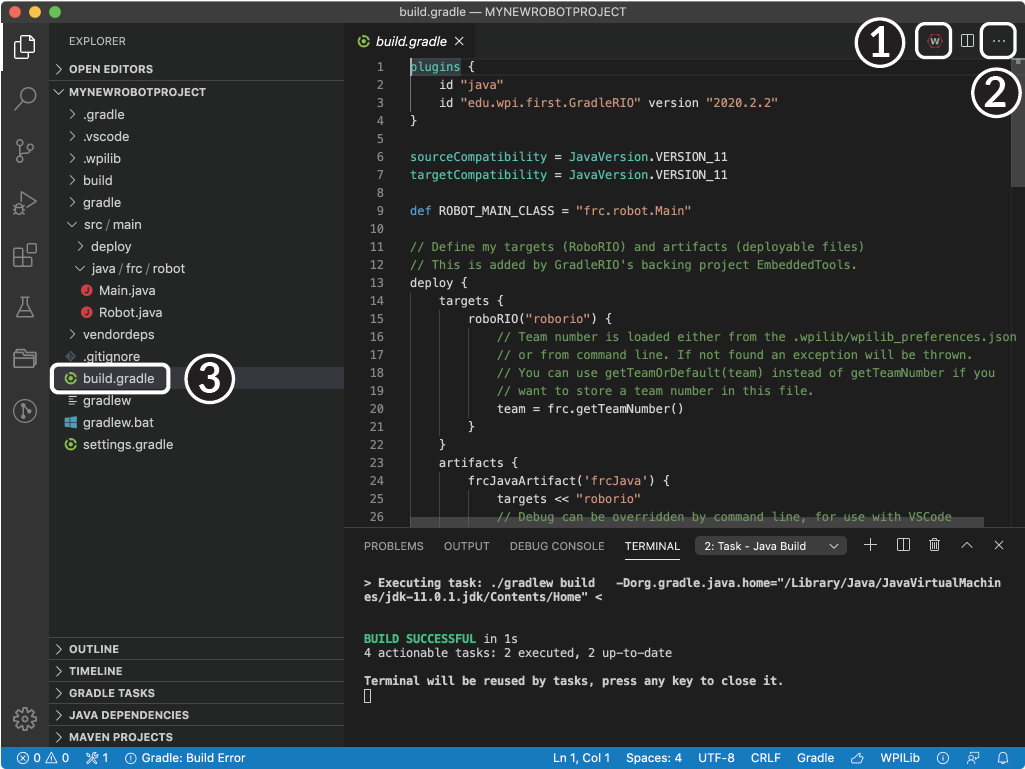 build.gradle — MYNEWROBOTPROJECT
EXPLORER
OPEN EDITORS
MYNEWROBOTPROJECT
.gradle
.vscode
.wpilib
build
gradle
src / main
deploy
java / frc / robot
J Main.java
J Robot.java
vendordeps
.gitignore
build.gradle
3
gradlew
gradlew.bat
settings.gradle
OUTLINE
TIMELINE
GRADLE TASKS
JAVA DEPENDENCIES
MAVEN PROJECTS
build.gradle
1
W
...
2
1 plugins {
2 id "java"
3 id "edu.wpi.first.GradleRIO" version "2020.2.2"
4 }
5
6 sourceCompatibility = JavaVersion.VERSION_11
7 targetCompatibility = JavaVersion.VERSION_11
8
9 def ROBOT_MAIN_CLASS = "frc.robot.Main"
10
11 // Define my targets (RoboRIO) and artifacts (deployable files)
12 // This is added by GradleRIO's backing project EmbeddedTools.
13 deploy {
14 targets {
15 roboRIO("roborio") {
16 // Team number is loaded either from the .wpilib/wpilib_preferences.json
17 // or from command line. If not found an exception will be thrown.
18 // You can use getTeamOrDefault(team) instead of getTeamNumber if you
19 // want to store a team number in this file.
20 team = frc.getTeamNumber()
21 }
22 }
23 artifacts {
24 frcJavaArtifact('frcJava') {
25 targets << "roborio"
26 // Debug can be overridden by command line, for use with VSCode
PROBLEMS OUTPUT DEBUG CONSOLE TERMINAL 2: Task - Java Build
> Executing task: ./gradlew build -Dorg.gradle.java.home="/Library/Java/JavaVirtualMachin
es/jdk-11.0.1.jdk/Contents/Home" <
BUILD SUCCESSFUL in 1s
4 actionable tasks: 2 executed, 2 up-to-date
Terminal will be reused by tasks, press any key to close it.
0 0 1 Gradle: Build Error Ln 1, Col 1 Spaces: 4 UTF-8 CRLF Gradle WPILib